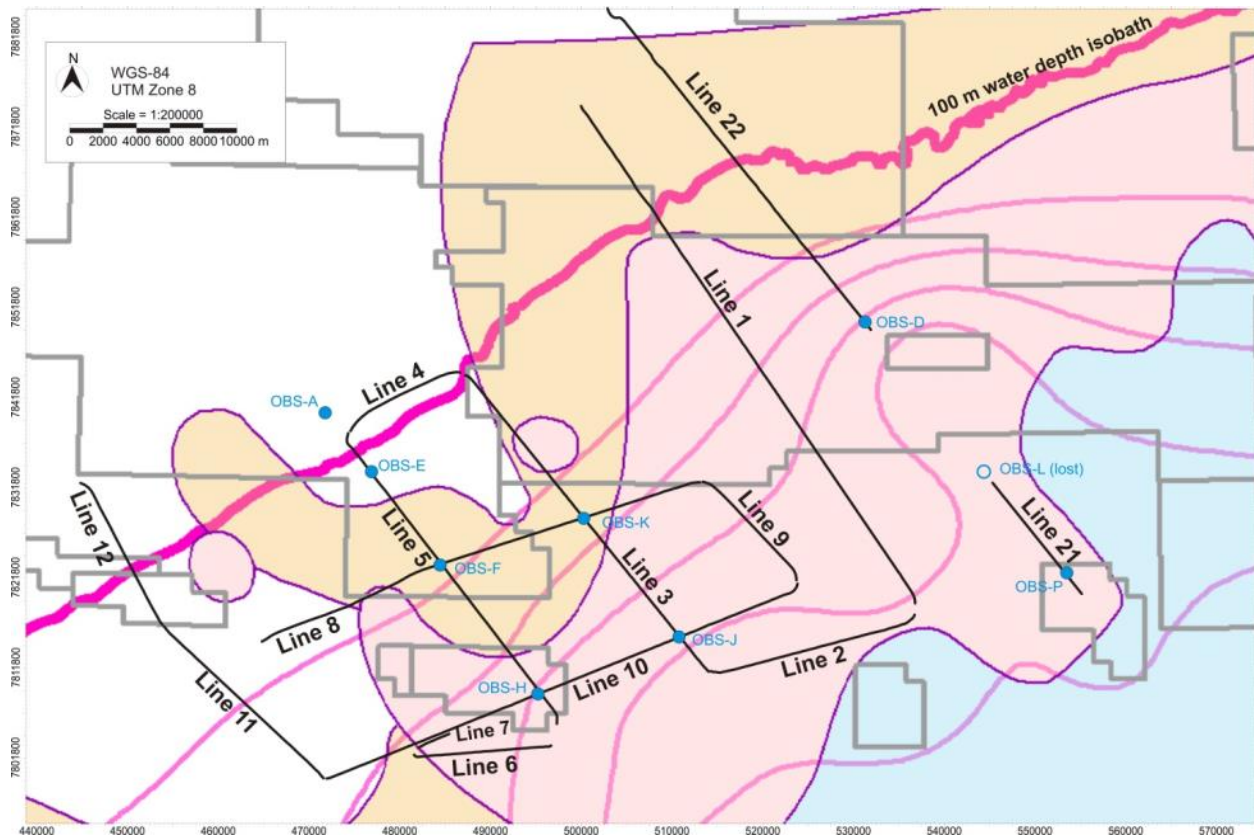 N
WGS-84
UTM Zone 8
Scale = 1:200000
0 2000 4000 6000 8000 10000 m
Line 22
100 m water depth isobath
Line 1
OBS-D
Line 4
OBS-A
OBS-E
OBS-L (lost)
OBS-K
Line 9
Line 12
Line 5
Line 21
OBS-F
OBS-P
Line 3
Line 8
OBS-J
Line 2
OBS-H
Line 10
Line 11
Line 7
Line 6
7881800
7871800
7861800
7851800
7841800
7831800
7821800
7811800
7801800
440000 450000 460000 470000 480000 490000 500000 510000 520000 530000 540000 550000 560000 570000